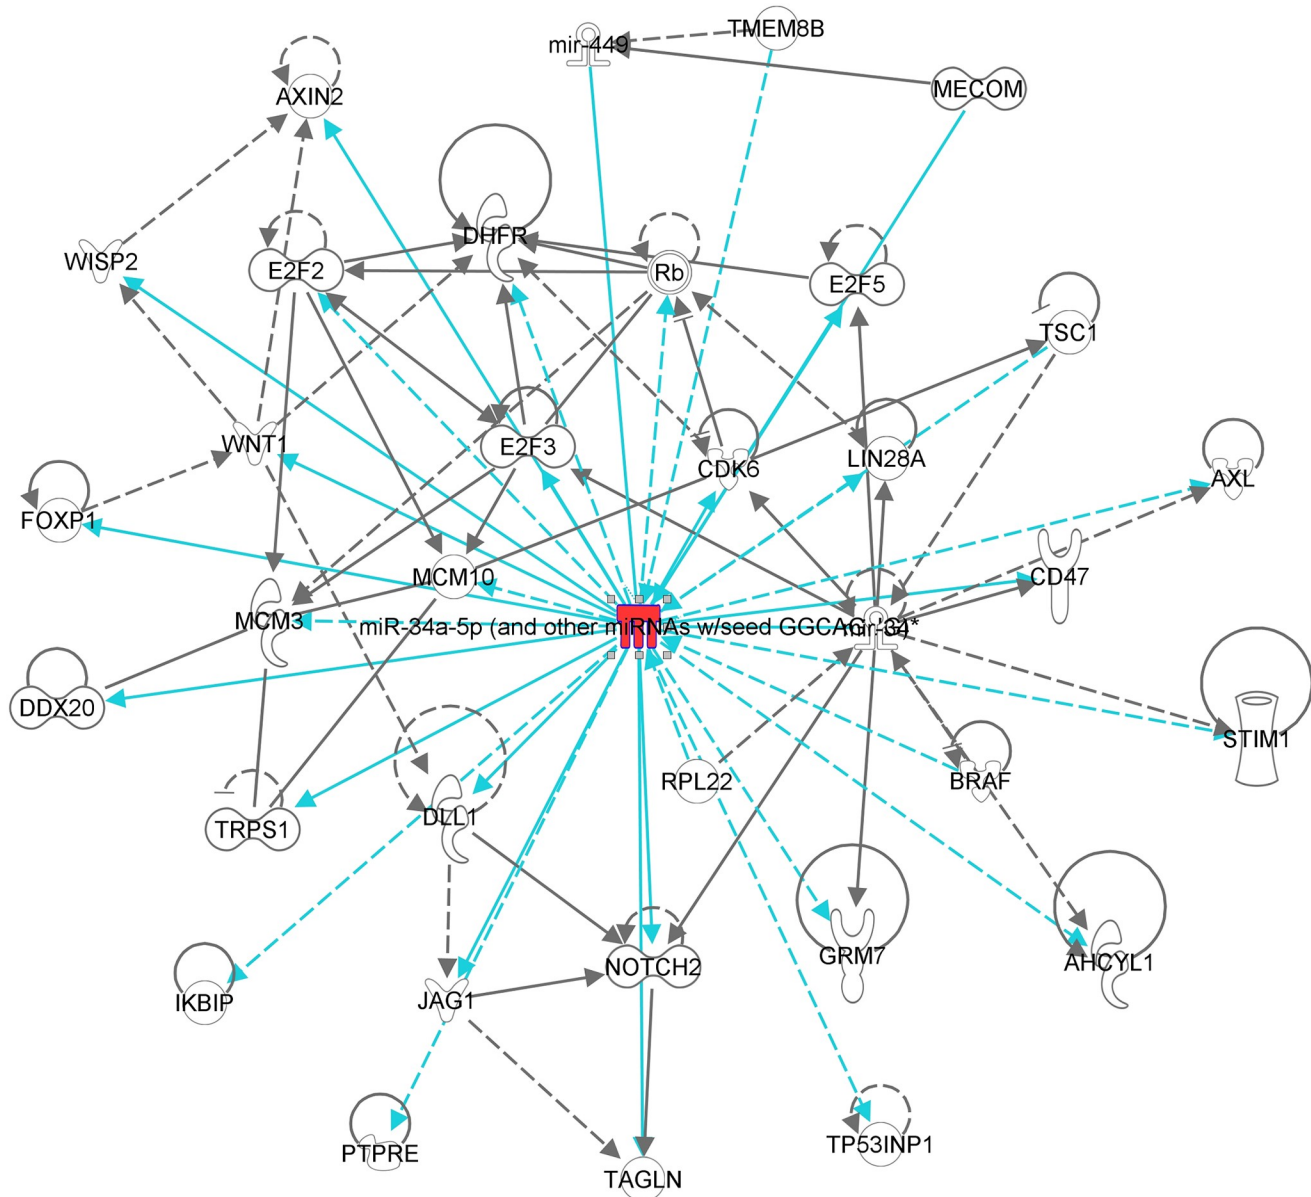 TMEM8B
mir-449
MECOM
AXIN2
DHFR
WISP2
E2F2
Rb
E2F5
TSC1
WNT1
E2F3
CDK6
LIN28A
AXL
FOXP1
MCM10
CD47
MCM3
miR-34a-5p (and other miRNAs w/seed GGCAG
mir-34*
DDX20
STIM1
RPL22
BRAF
TRPS1
DLL1
NOTCH2
GRM7
AHCYL1
IKBIP
JAG1
PTPRE
TP53INP1
TAGLN